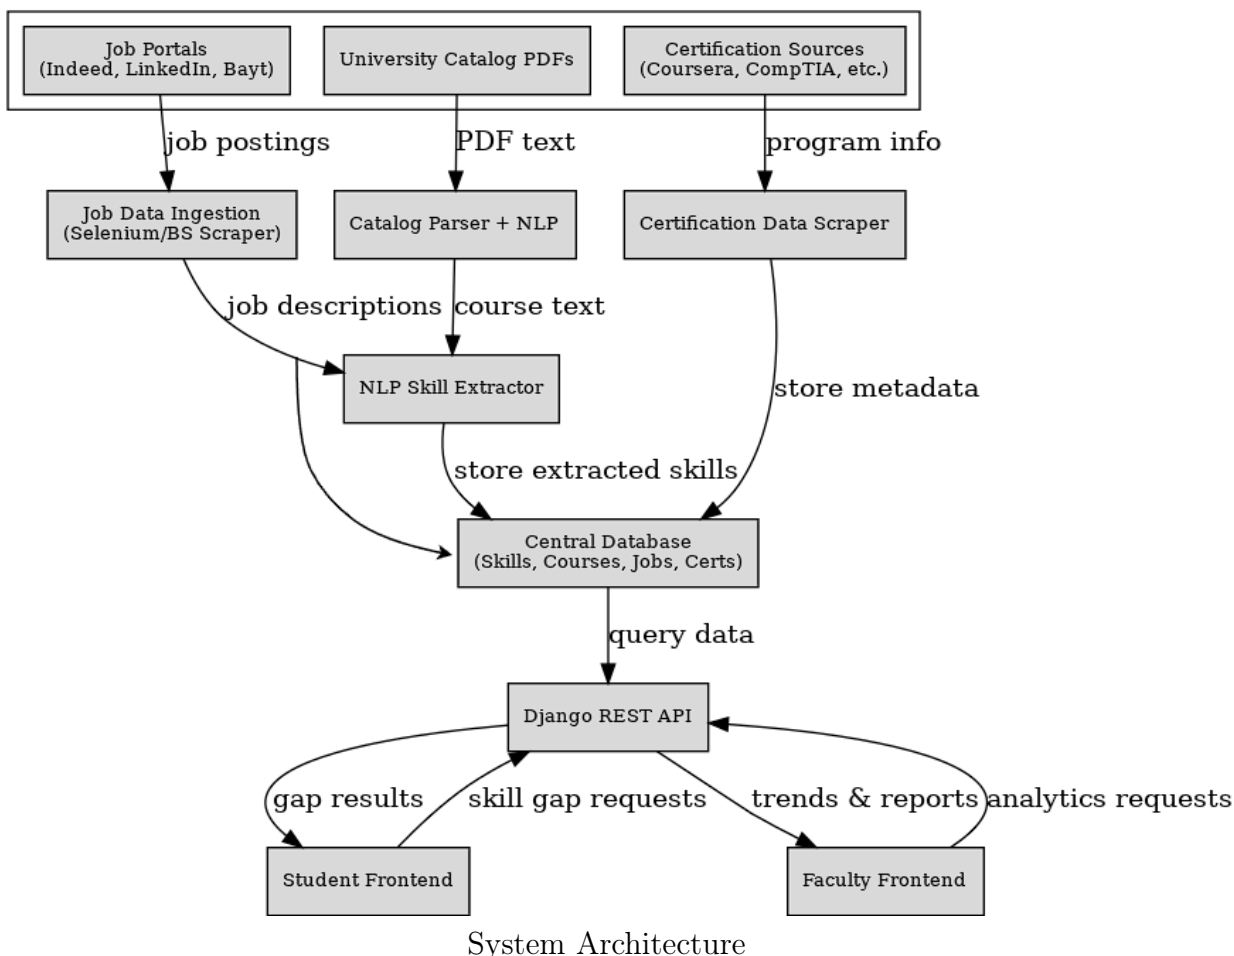 Job Portals
(Indeed, LinkedIn, Bayt)
University Catalog PDFs
Certification Sources
(Coursera, CompTIA, etc.)
job postings
PDF text
program info
Job Data Ingestion
(Selenium/BS Scraper)
Catalog Parser + NLP
Certification Data Scraper
job descriptions
course text
NLP Skill Extractor
store metadata
store extracted skills
Central Database
(Skills, Courses, Jobs, Certs)
query data
Django REST API
gap results
skill gap requests
trends & reports
analytics requests
Student Frontend
Faculty Frontend
System Architecture